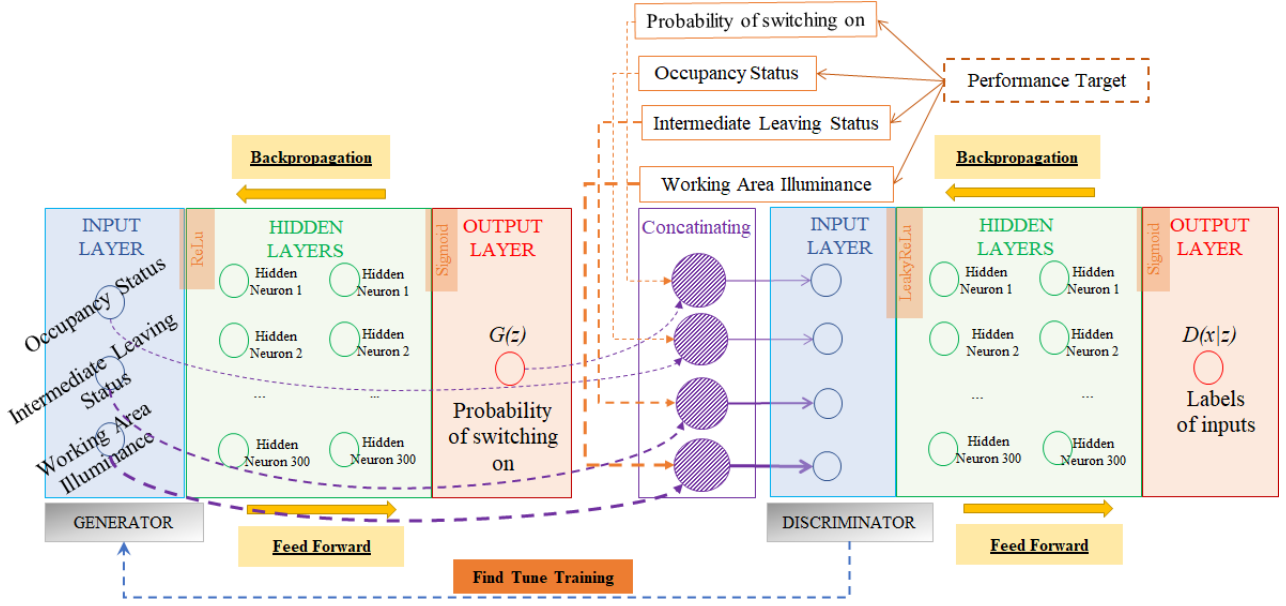 Probability of switching on
Occupancy Status
Performance Target
Intermediate Leaving Status
Working Area Illuminance
Backpropagation
Backpropagation
INPUT
LAYER
ReLu
HIDDEN
LAYERS
Sigmoid
OUTPUT
LAYER
Occupancy Status
Intermediate Leaving
Status
Working Area
Illuminance
Hidden
Neuron 1
Hidden
Neuron 1
Hidden
Neuron 2
Hidden
Neuron 2
...
...
Hidden
Neuron 300
Hidden
Neuron 300
G(z)
Probability
of switching
on
Concatinating
INPUT
LAYER
LeakyReLu
HIDDEN
LAYERS
Sigmoid
OUTPUT
LAYER
Hidden
Neuron 1
Hidden
Neuron 1
Hidden
Neuron 2
Hidden
Neuron 2
...
...
Hidden
Neuron 300
Hidden
Neuron 300
D(x|z)
Labels
of inputs
GENERATOR
Feed Forward
DISCRIMINATOR
Feed Forward
Find Tune Training